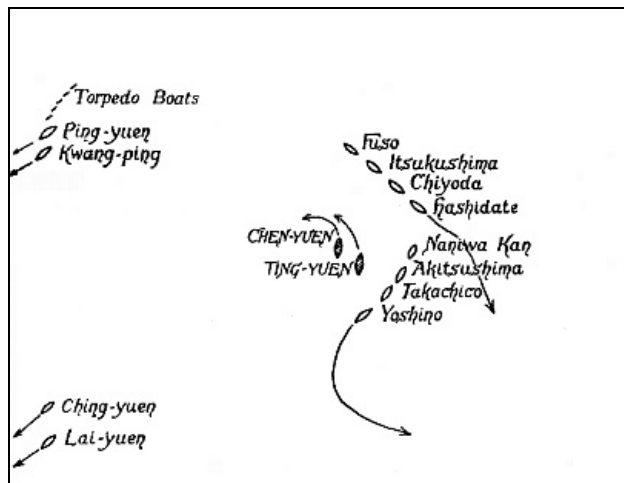 Torpedo Boats
Ping-yuen
Kwang-ping
Fuso
Itsukushima
Chiyoda
Hashidate
CHEN-YUEN
TING-YUEN
Naniwa Kan
Akitsushima
Takachico
Yoshino
Ching-yuen
Lai-yuen